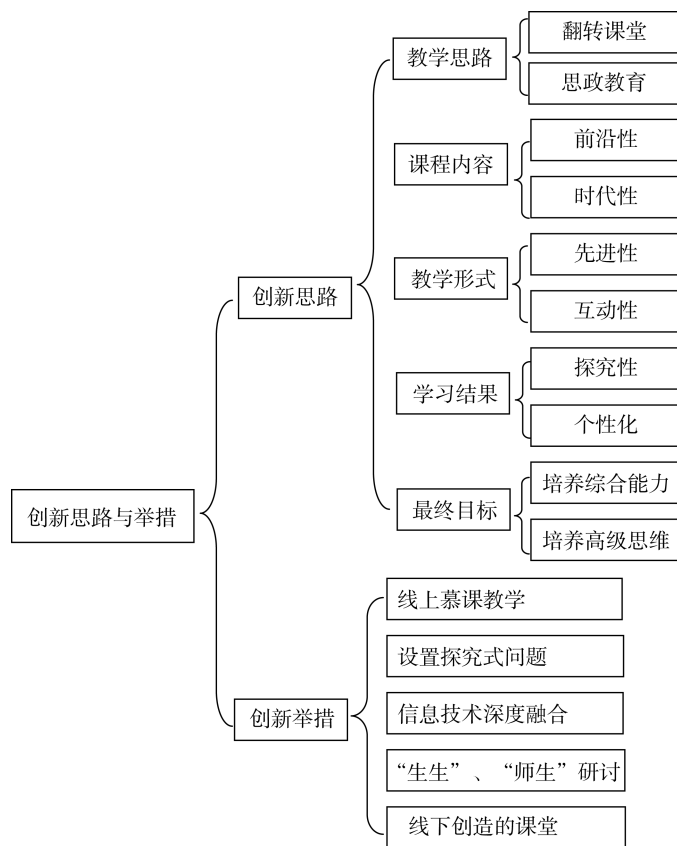 创新思路与举措
创新思路
教学思路
翻转课堂
思政教育
课程内容
前沿性
时代性
教学形式
先进性
互动性
学习结果
探究性
个性化
最终目标
培养综合能力
培养高级思维
创新举措
线上慕课教学
设置探究式问题
信息技术深度融合
“生生”、“师生”研讨
线下创造的课堂